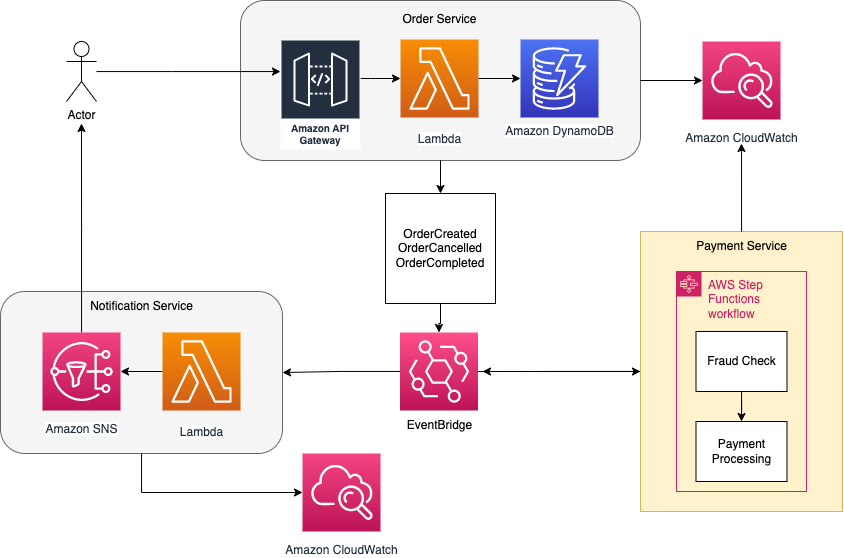 Order Service
Actor
Amazon API
Gateway
Lambda
Amazon DynamoDB
Amazon CloudWatch
OrderCreated
OrderCancelled
OrderCompleted
Payment Service
AWS Step
Functions
workflow
Fraud Check
Payment
Processing
Notification Service
Amazon SNS
Lambda
EventBridge
Amazon CloudWatch